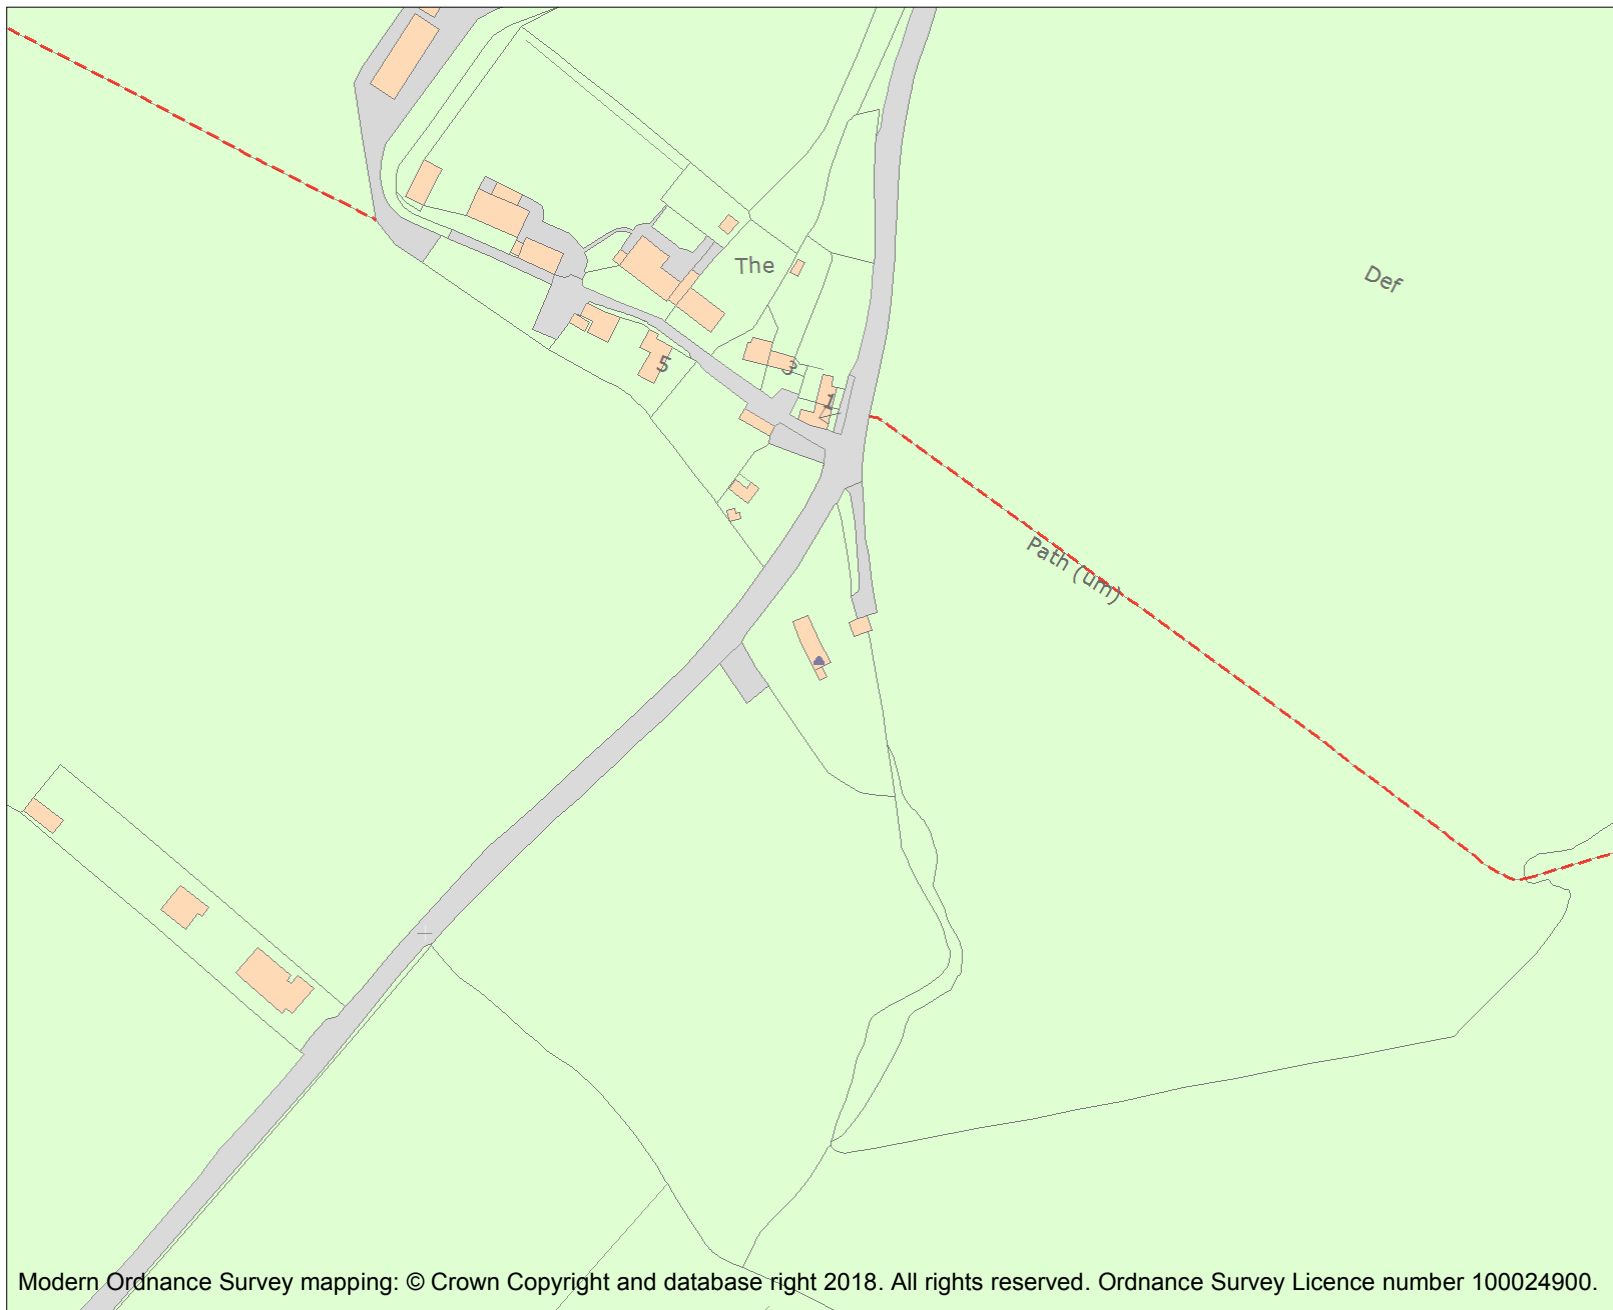 The
Def
5
3
1
Path (um)
Modern Ordnance Survey mapping: © Crown Copyright and database right 2018. All rights reserved. Ordnance Survey Licence number 100024900.